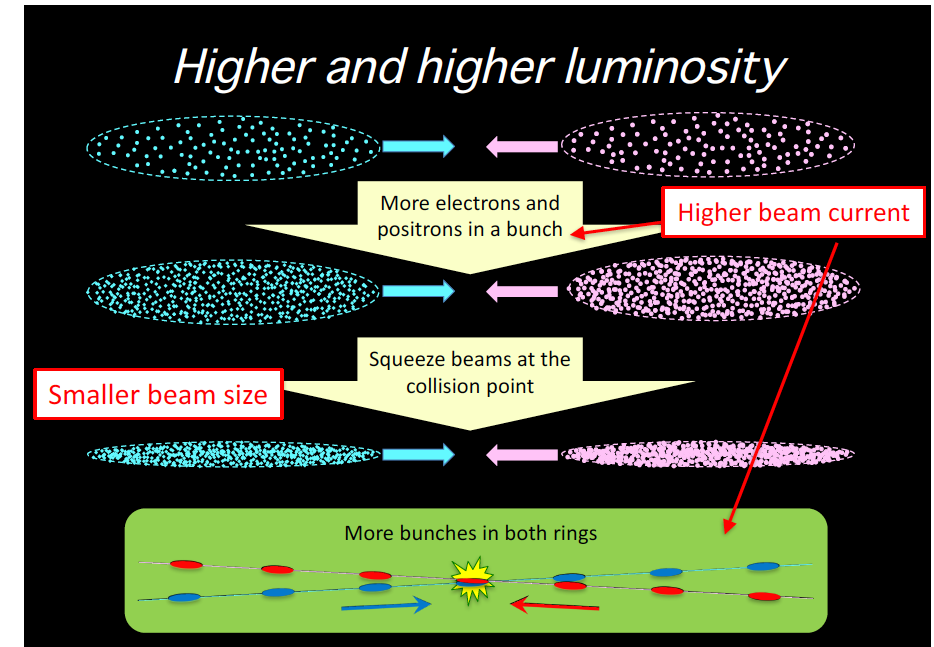 Higher and higher luminosity
More electrons and
positrons in a bunch
Higher beam current
Squeeze beams at the
collision point
Smaller beam size
More bunches in both rings